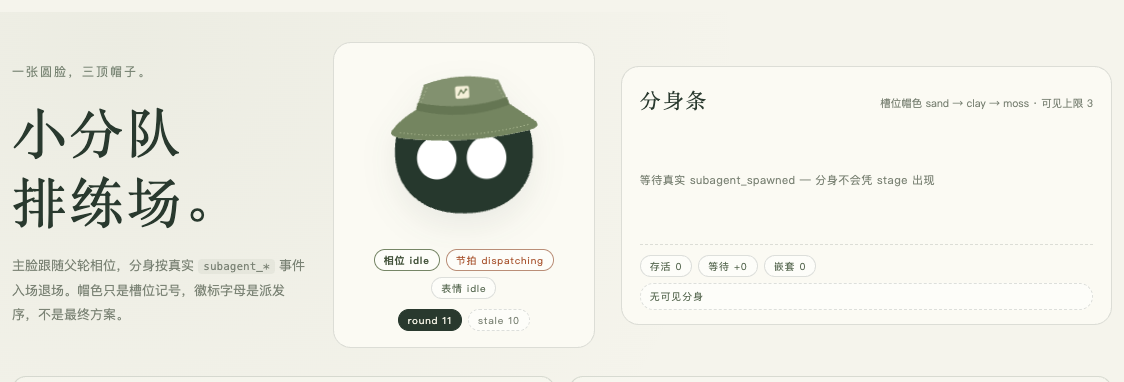 一张圆脸，三顶帽子。
小分队
排练场。
主脸跟随父轮相位，分身按真实 subagent_* 事件
入场退场。帽色只是槽位记号，徽标字母是派发
序，不是最终方案。
相位 idle
节拍 dispatching
表情 idle
round 11
stale 10
分身条
槽位帽色 sand → clay → moss · 可见上限 3
等待真实 subagent_spawned — 分身不会凭 stage 出现
存活 0
等待 +0
嵌套 0
无可见分身